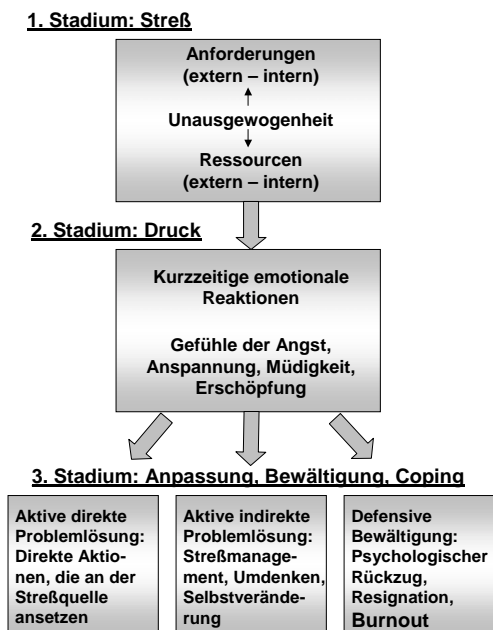 1. Stadium: Streß
Anforderungen
(extern – intern)
Unausgewogenheit
Ressourcen
(extern – intern)
2. Stadium: Druck
Kurzzeitige emotionale
Reaktionen
Gefühle der Angst,
Anspannung, Müdigkeit,
Erschöpfung
3. Stadium: Anpassung, Bewältigung, Coping
Aktive direkte
Problemlösung:
Direkte Aktio-
nen, die an der
Streßquelle
ansetzen
Aktive indirekte
Problemlösung:
Streßmanage-
ment, Umdenken,
Selbstverände-
rung
Defensive
Bewältigung:
Psychologischer
Rückzug,
Resignation,
Burnout